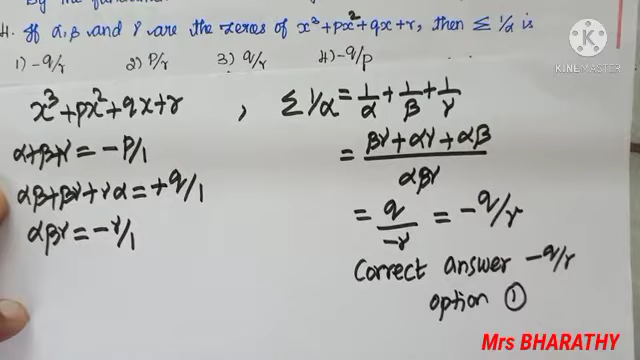 4. If α, β and γ are the zeroes of x³+px²+qx+r, then Σ 1/α is
1) -q/r 2) P/r 3) q/r 4) -q/p
KINEMASTER
x³+px²+qx+r , Σ 1/α = 1/α + 1/β + 1/γ
α+β+γ = -P/1
= βγ+αγ+αβ / αβγ
αβ+βγ+γα = +q/1
= q/-r = -q/r
αβγ = -r/1
Correct answer -q/r
option ①
Mrs BHARATHY